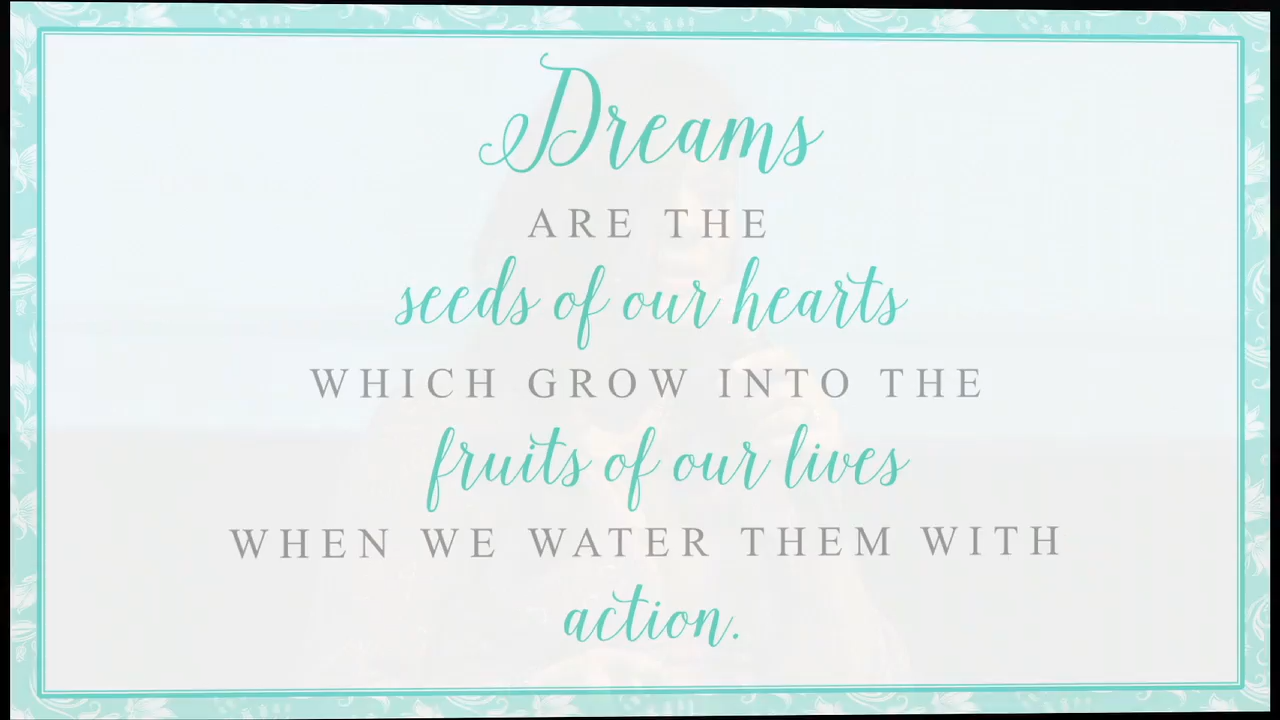 Dreams
ARE THE
seeds of our hearts
WHICH GROW INTO THE
fruits of our lives
WHEN WE WATER THEM WITH
action.